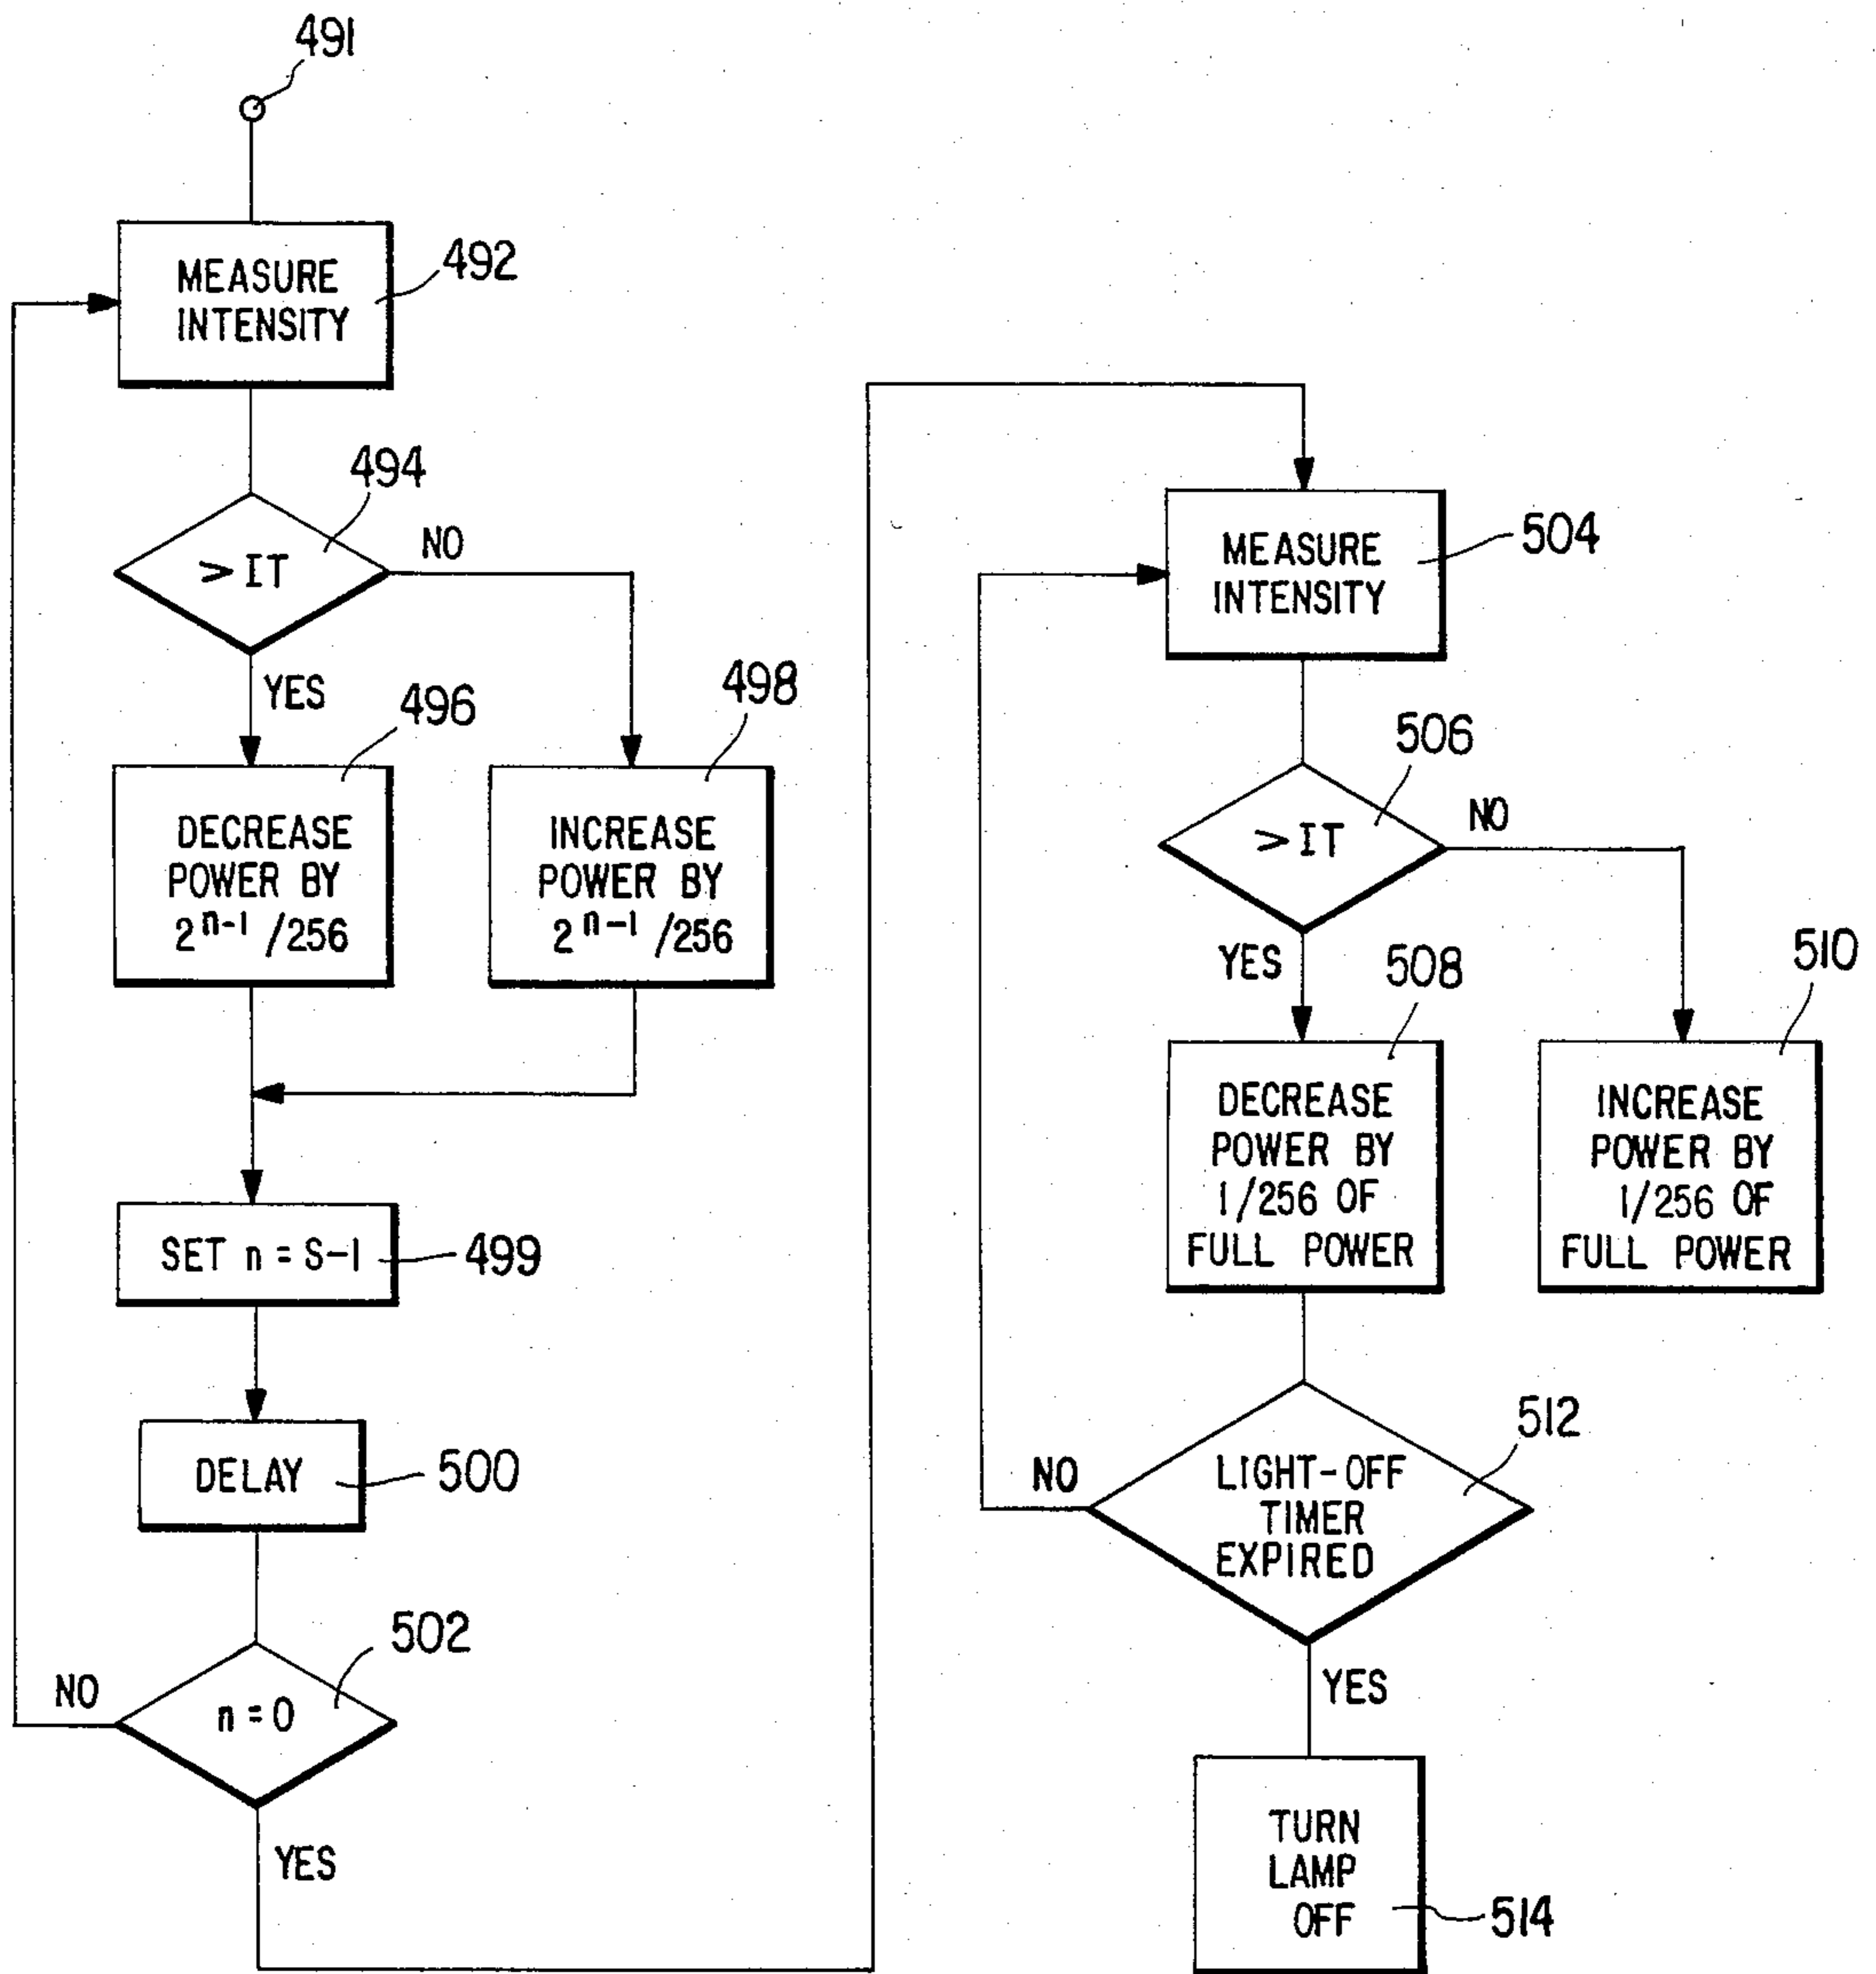 491
MEASURE
INTENSITY
492
494
> IT
NO
YES
496
498
DECREASE
POWER BY
2ⁿ⁻¹ /256
INCREASE
POWER BY
2ⁿ⁻¹ /256
SET n = S-1
499
DELAY
500
502
n = 0
NO
YES
MEASURE
INTENSITY
504
506
> IT
NO
YES
508
510
DECREASE
POWER BY
1/256 OF
FULL POWER
INCREASE
POWER BY
1/256 OF
FULL POWER
512
LIGHT-OFF
TIMER
EXPIRED
NO
YES
TURN
LAMP
OFF
514